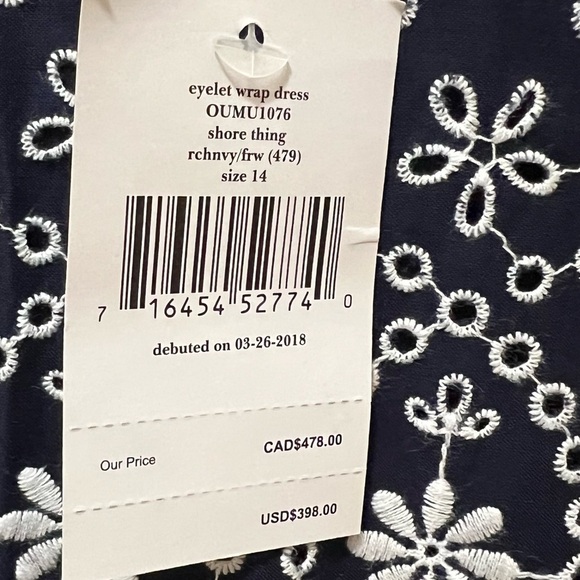 eyelet wrap dress
OUMU1076
shore thing
rchnvy/frw (479)
size 14
7 16454 52774 0
debuted on 03-26-2018
Our Price CAD$478.00
USD$398.00